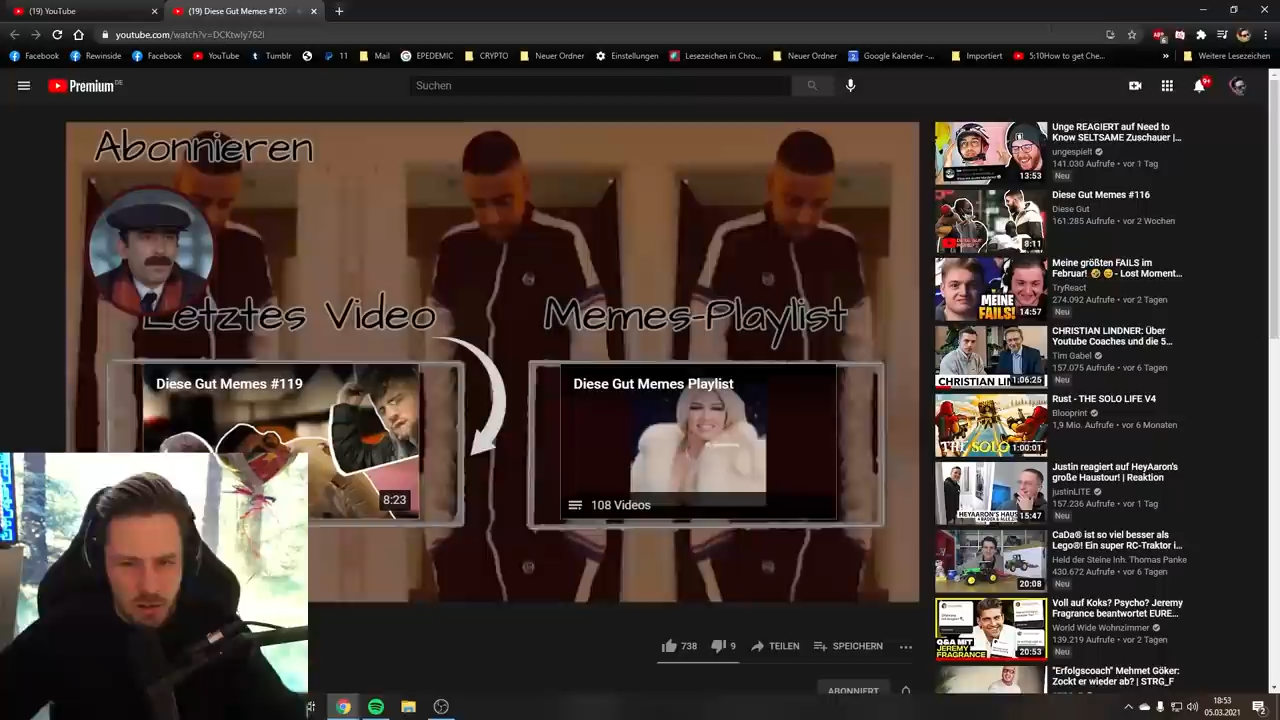 (19) YouTube
(19) Diese Gut Memes #120
youtube.com/watch?v=DCKtwIy762I
Facebook
Rewinside
Facebook
YouTube
Tumblr
11
Mail
EPEDEMIC
CRYPTO
Neuer Ordner
Einstellungen
Lesezeichen in Chro...
Neuer Ordner
Google Kalender -...
Importiert
5:10How to get Che...
»
Weitere Lesezeichen
Premium DE
Suchen
9+
Abonnieren
Letztes Video
Memes-Playlist
Diese Gut Memes #119
8:23
Diese Gut Memes Playlist
108 Videos
738
9
TEILEN
SPEICHERN
ABONNIERT
13:53
Unge REAGIERT auf Need to
Know SELTSAME Zuschauer |...
ungespielt
141.030 Aufrufe • vor 1 Tag
Neu
8:11
Diese Gut Memes #116
Diese Gut
161.285 Aufrufe • vor 2 Wochen
MEINE
FAILS!
14:57
Meine größten FAILS im
Februar! 🤣 😅 - Lost Moment...
TryReact
274.092 Aufrufe • vor 2 Tagen
Neu
CHRISTIAN LIN
1:06:25
CHRISTIAN LINDNER: Über
Youtube Coaches und die 5...
Tim Gabel
157.075 Aufrufe • vor 6 Tagen
Neu
THE SOLO
1:00:01
Rust - THE SOLO LIFE V4
Blooprint
1,9 Mio. Aufrufe • vor 6 Monaten
HEYAARON'S HAUS
15:47
Justin reagiert auf HeyAaron's
große Haustour! | Reaktion
justinLITE
157.236 Aufrufe • vor 1 Tag
Neu
20:08
CaDa® ist so viel besser als
Lego®! Ein super RC-Traktor i...
Held der Steine Inh. Thomas Panke
430.672 Aufrufe • vor 6 Tagen
Neu
Q&A MIT
JEREMY
FRAGRANCE
20:53
Voll auf Koks? Psycho? Jeremy
Fragrance beantwortet EURE...
World Wide Wohnzimmer
139.219 Aufrufe • vor 2 Tagen
Neu
"Erfolgscoach" Mehmet Göker:
Zockt er wieder ab? | STRG_F
18:53
05.03.2021
2